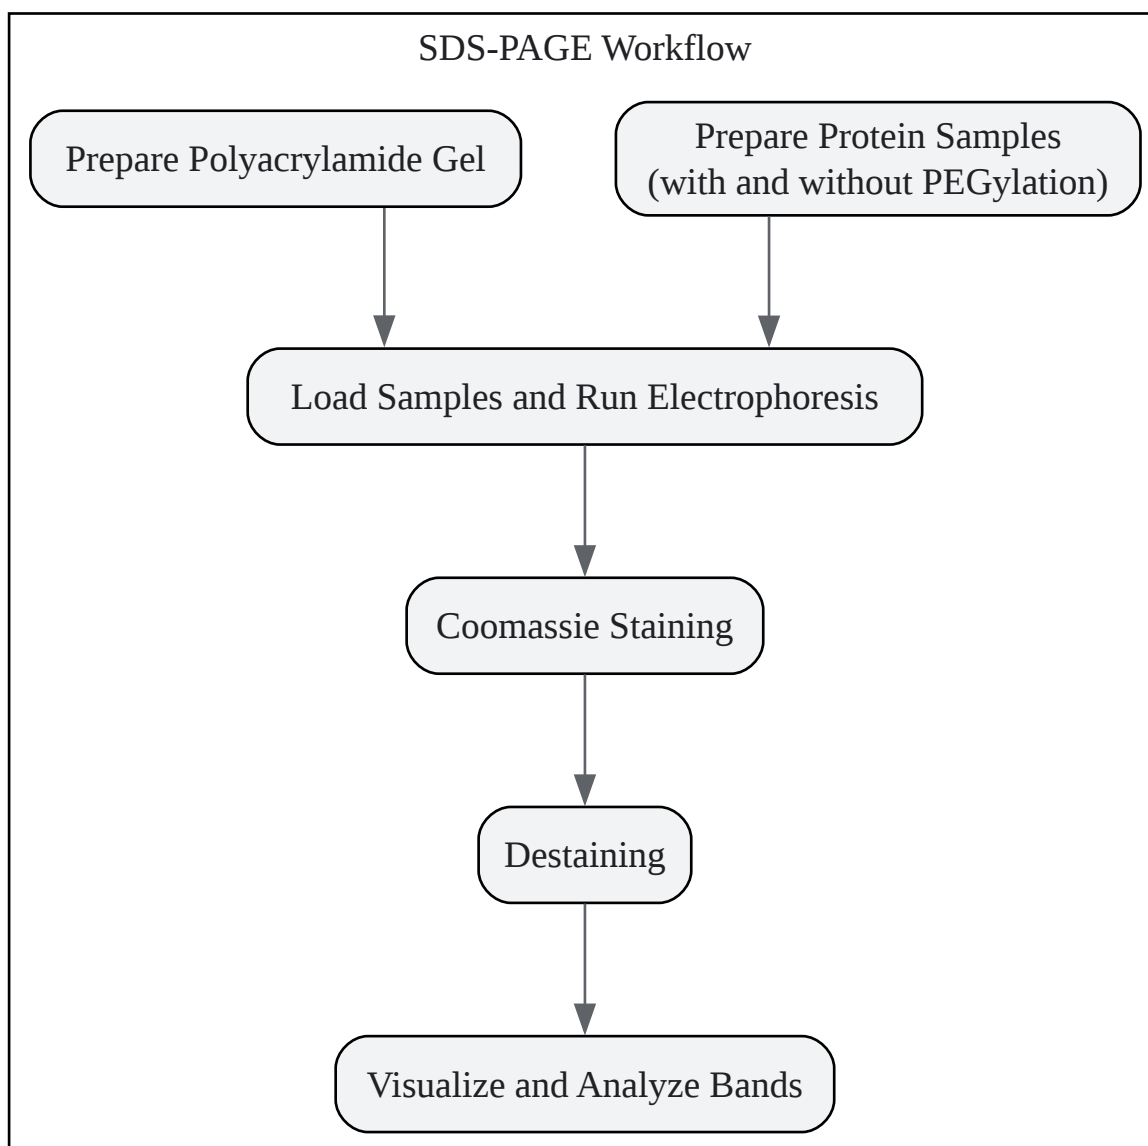 SDS-PAGE Workflow
Prepare Polyacrylamide Gel
Prepare Protein Samples
(with and without PEGylation)
Load Samples and Run Electrophoresis
Coomassie Staining
Destaining
Visualize and Analyze Bands